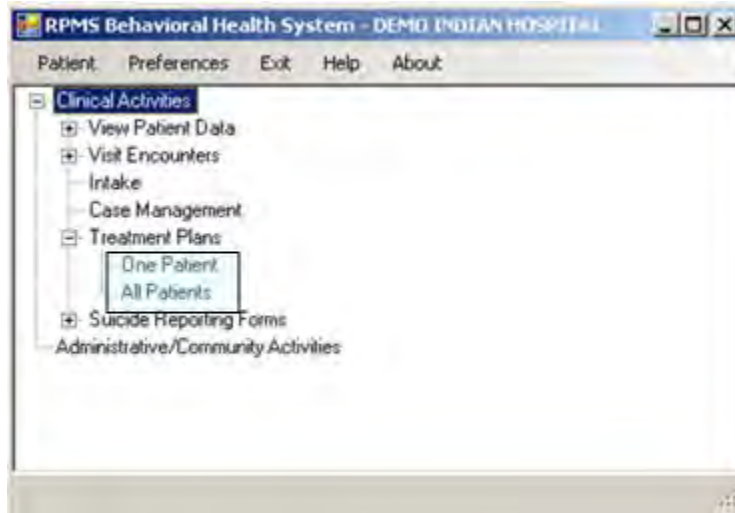 RPMS Behavioral Health System - DEMO INDIAN HOSPITAL
Patient Preferences Exit Help About
Clinical Activities
View Patient Data
Visit Encounters
Intake
Case Management
Treatment Plans
One Patient
All Patients
Suicide Reporting Forms
Administrative/Community Activities